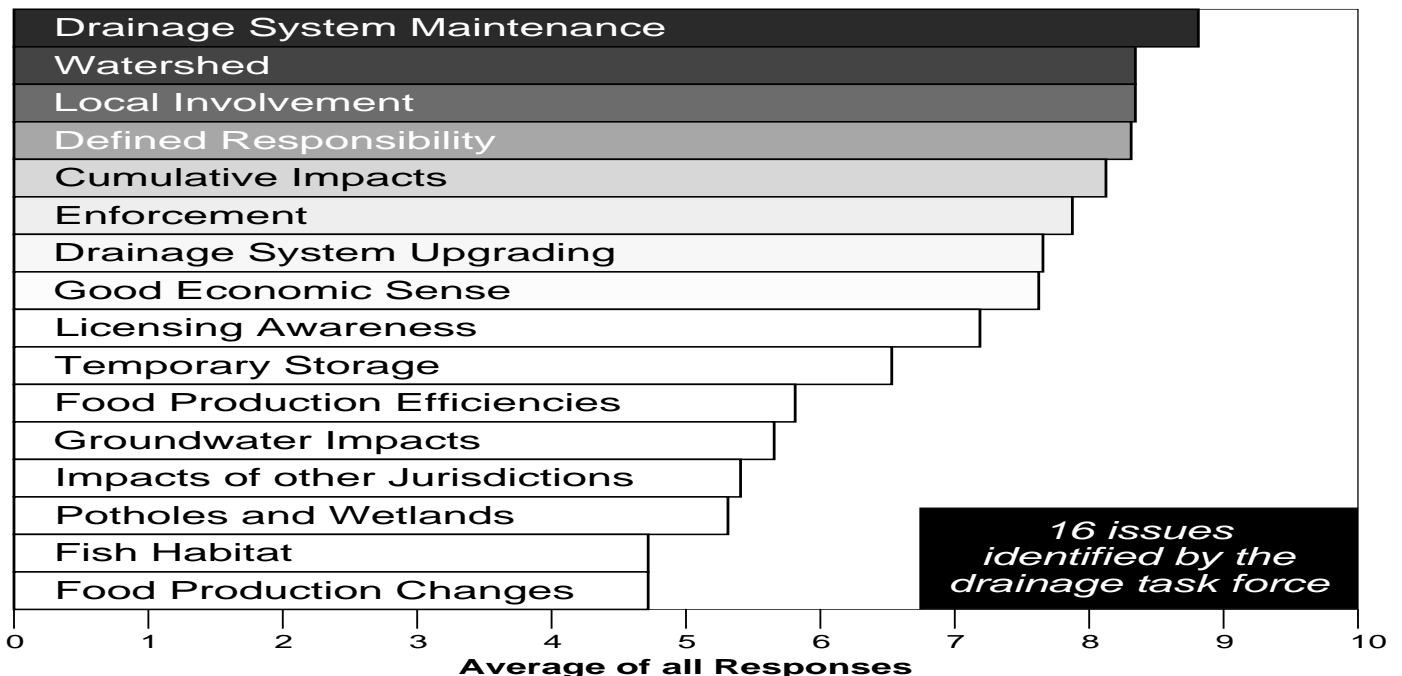 Drainage System Maintenance
Watershed
Local Involvement
Defined Responsibility
Cumulative Impacts
Enforcement
Drainage System Upgrading
Good Economic Sense
Licensing Awareness
Temporary Storage
Food Production Efficiencies
Groundwater Impacts
Impacts of other Jurisdictions
Potholes and Wetlands
Fish Habitat
Food Production Changes
16 issues
identified by the
drainage task force
0 1 2 3 4 5 6 7 8 9 10
Average of all Responses